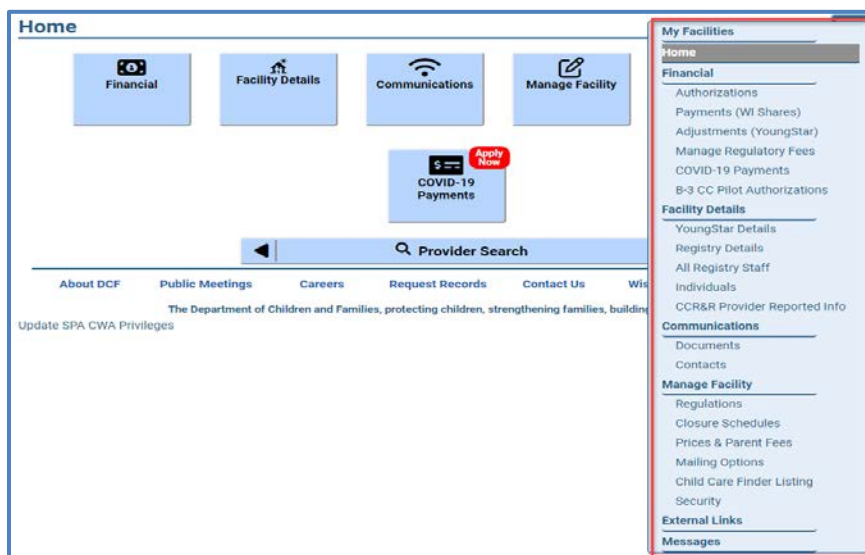 Home
Financial
Facility Details
Communications
Manage Facility
Apply
Now
COVID-19
Payments
Provider Search
About DCF Public Meetings Careers Request Records Contact Us
The Department of Children and Families, protecting children, strengthening families, building
Update SPA CWA Privileges
My Facilities
Home
Financial
Authorizations
Payments (WI Shares)
Adjustments (YoungStar)
Manage Regulatory Fees
COVID-19 Payments
B-3 CC Pilot Authorizations
Facility Details
YoungStar Details
Registry Details
All Registry Staff
Individuals
CCR&R Provider Reported Info
Communications
Documents
Contacts
Manage Facility
Regulations
Closure Schedules
Prices & Parent Fees
Mailing Options
Child Care Finder Listing
Security
External Links
Messages